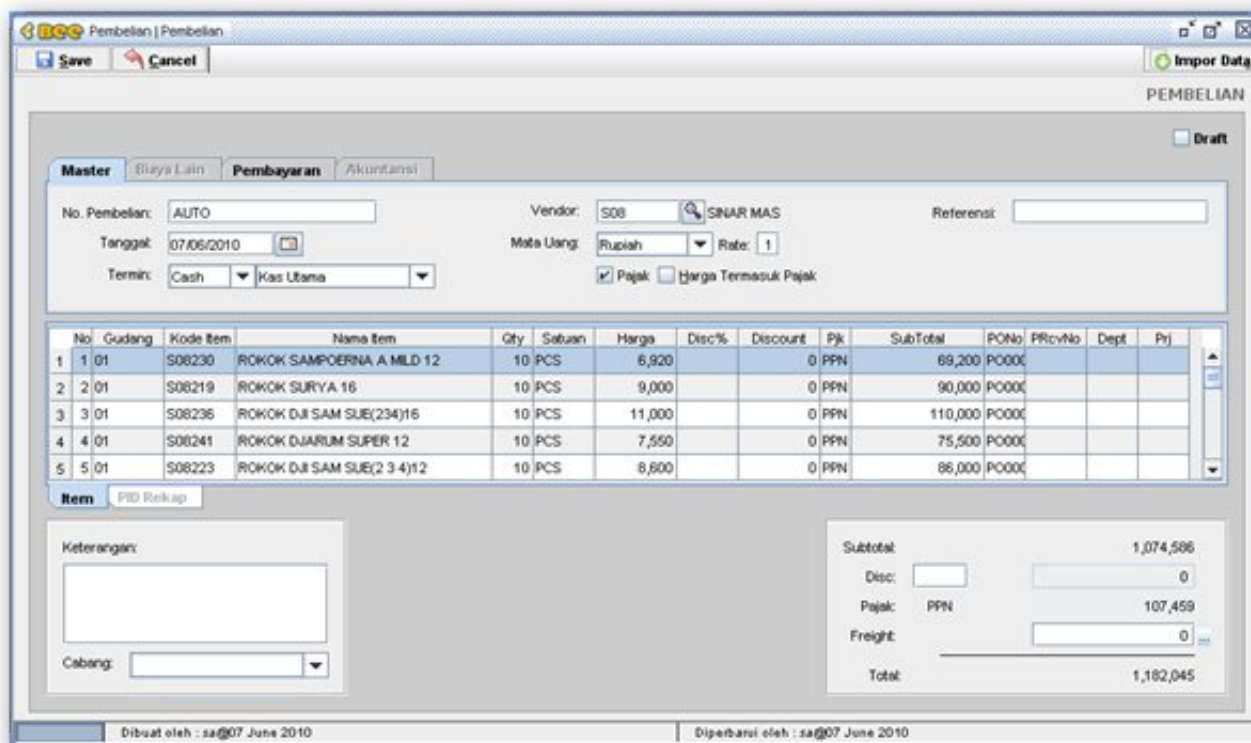 BEE Pembelian | Pembelian
Save Cancel Impor Data
PEMBELIAN
Draft
Master Biaya Lain Pembayaran Akuntansi
No. Pembelian: AUTO Vendor: S08 SINAR MAS Referensi:
Tanggal: 07/06/2010 Mata Uang: Rupiah Rate: 1
Termin: Cash Kas Utama Pajak Harga Termasuk Pajak
No Gudang Kode Item Nama Item Qty Satuan Harga Disc% Discount Pjk SubTotal PONo PRcvNo Dept Prj
1 1 01 S08230 ROKOK SAMPOERNA A MILD 12 10 PCS 6,920 0 PPN 69,200 PO000
2 2 01 S08219 ROKOK SURYA 16 10 PCS 9,000 0 PPN 90,000 PO000
3 3 01 S08236 ROKOK DJI SAM SUE(234)16 10 PCS 11,000 0 PPN 110,000 PO000
4 4 01 S08241 ROKOK DJARUM SUPER 12 10 PCS 7,550 0 PPN 75,500 PO000
5 5 01 S08223 ROKOK DJI SAM SUE(2 3 4)12 10 PCS 8,600 0 PPN 86,000 PO000
Item PID Rekap
Keterangan: Subtotal: 1,074,586
Disc: 0
Pajak: PPN 107,459
Freight: 0 ...
Cabang: Total: 1,182,045
Dibuat oleh : sa@07 June 2010 Diperbarui oleh : sa@07 June 2010